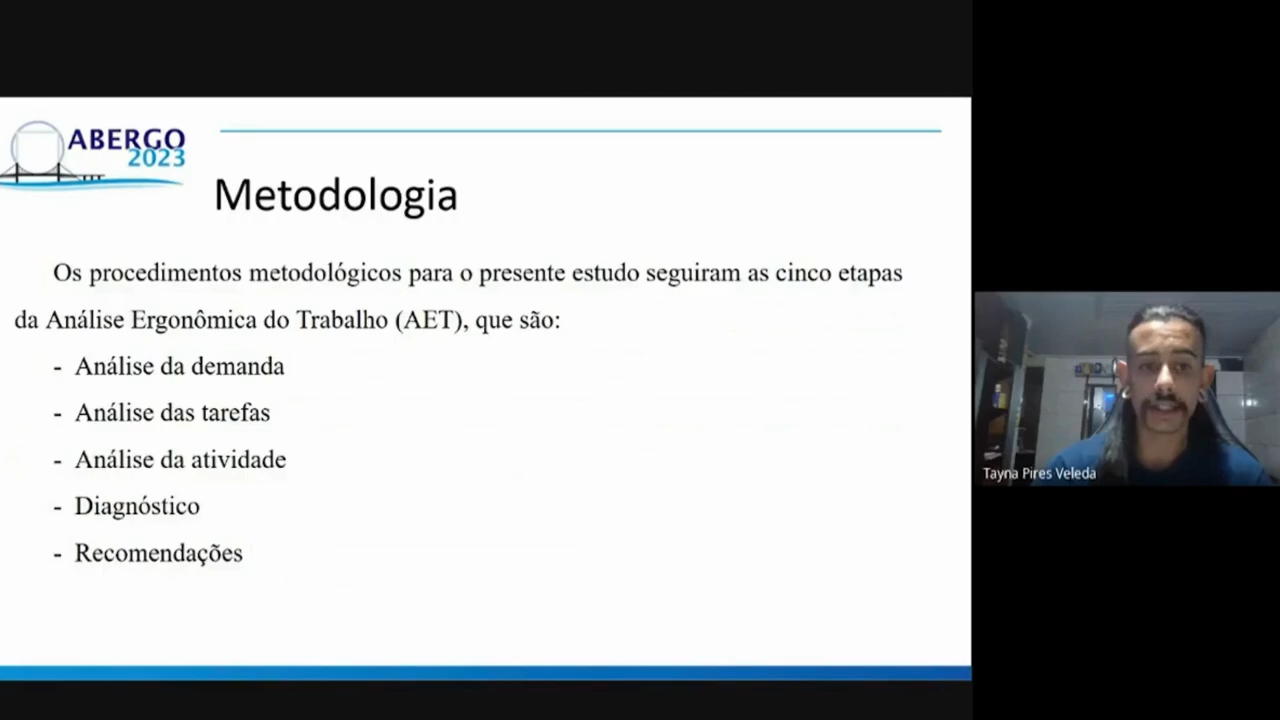 ABERGO
2023
Metodologia
Os procedimentos metodológicos para o presente estudo seguiram as cinco etapas
da Análise Ergonômica do Trabalho (AET), que são:
- Análise da demanda
- Análise das tarefas
- Análise da atividade
- Diagnóstico
- Recomendações
Tayna Pires Veleda